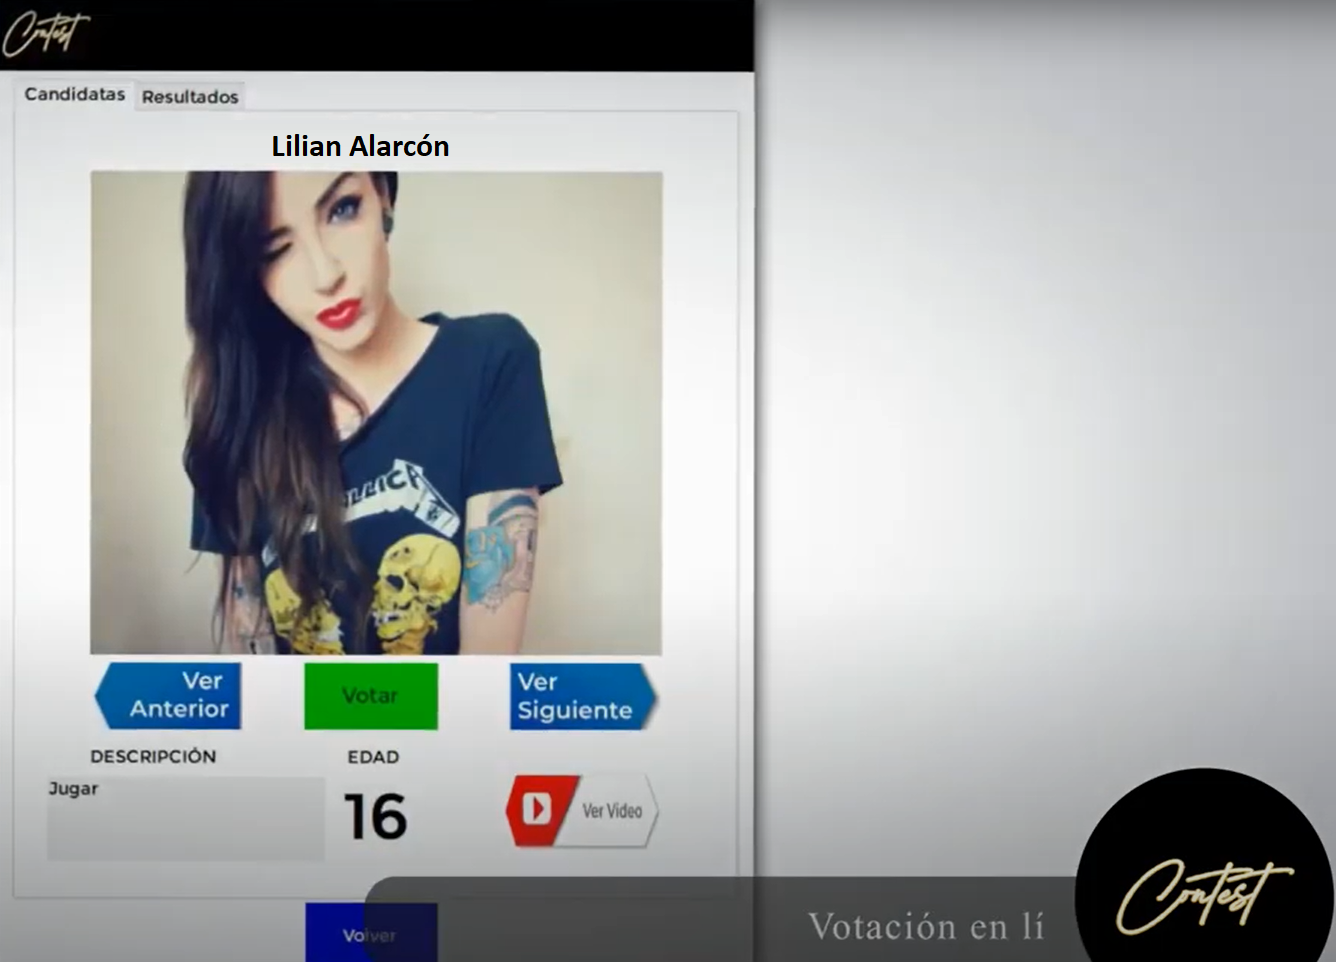 Contest
Candidatas
Resultados
Lilian Alarcón
LLICA
Ver
Anterior
Votar
Ver
Siguiente
DESCRIPCIÓN
EDAD
Jugar
16
Ver Video
Volver
Votación en lí
Contest